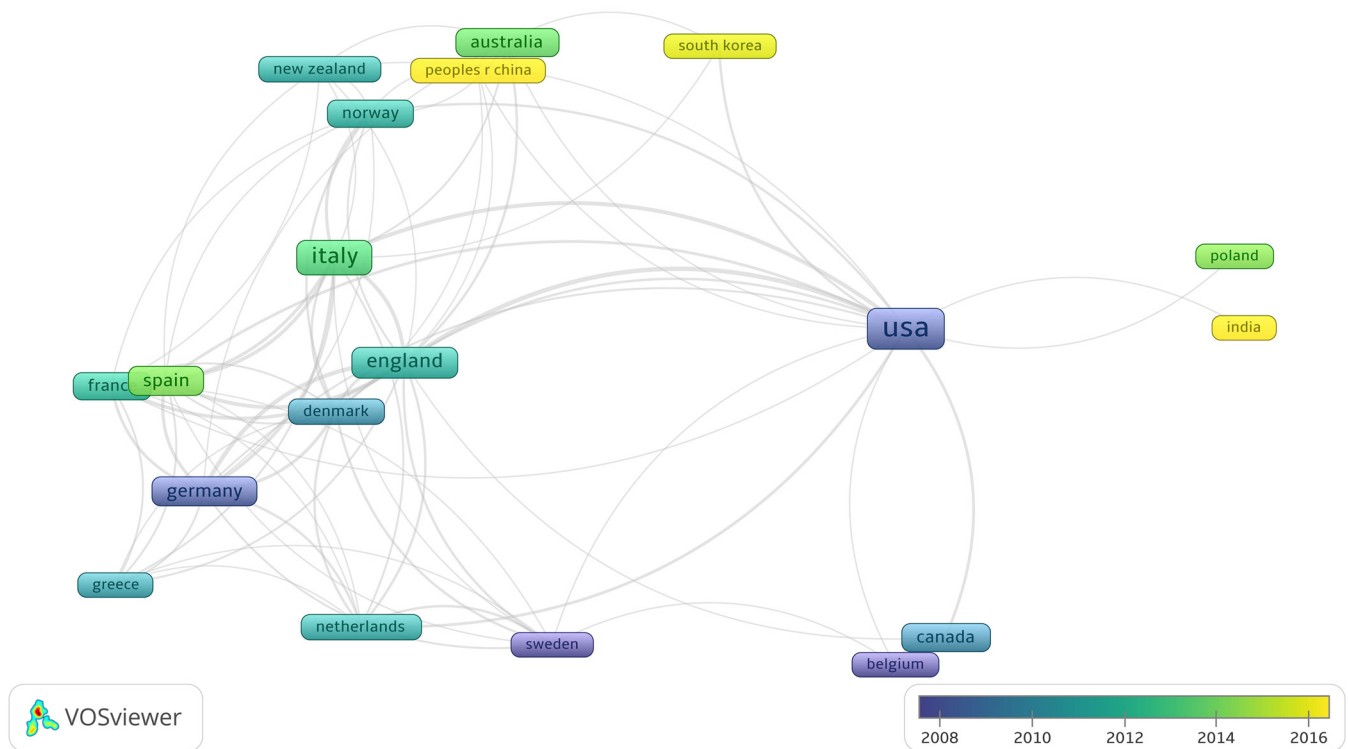 australia
south korea
new zealand
peoples r china
norway
italy
poland
usa
india
england
spain
denmark
germany
greece
netherlands
canada
sweden
belgium
VOSviewer
2008 2010 2012 2014 2016